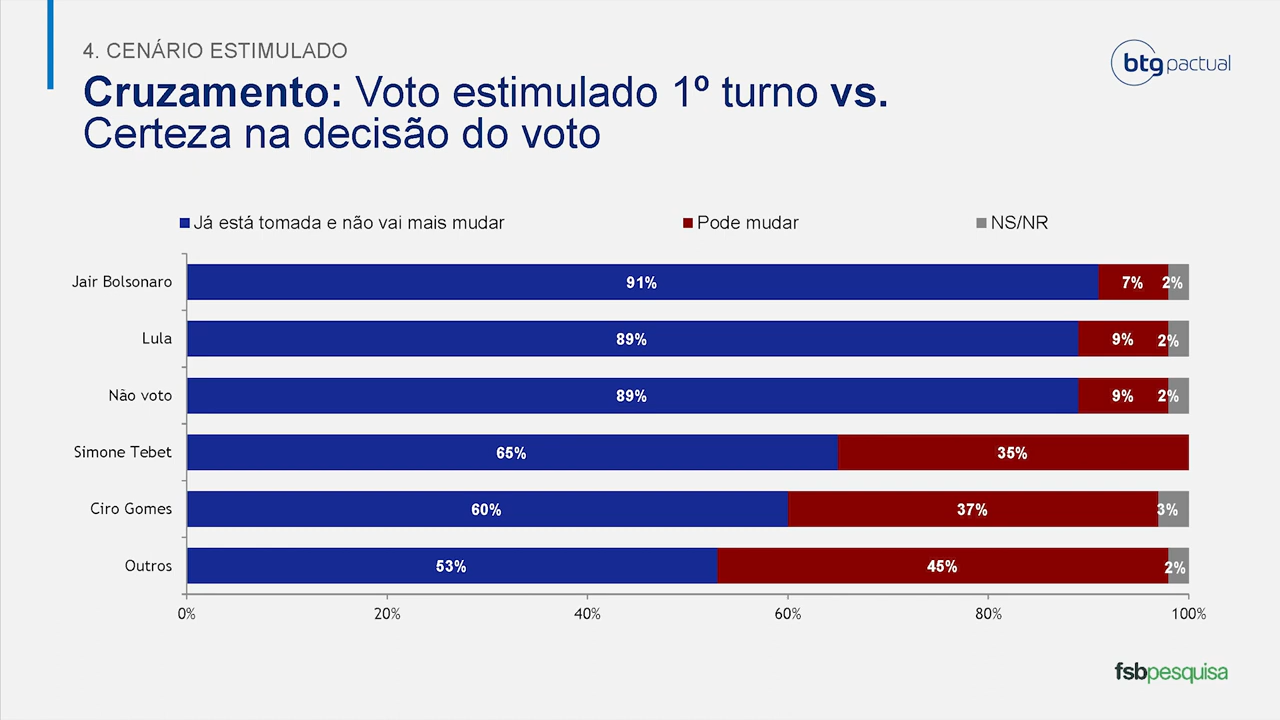 4. CENÁRIO ESTIMULADO
btgpactual
Cruzamento: Voto estimulado 1º turno vs.
Certeza na decisão do voto
Já está tomada e não vai mais mudar Pode mudar NS/NR
Jair Bolsonaro 91% 7% 2%
Lula 89% 9% 2%
Não voto 89% 9% 2%
Simone Tebet 65% 35%
Ciro Gomes 60% 37% 3%
Outros 53% 45% 2%
0% 20% 40% 60% 80% 100%
fsbpesquisa